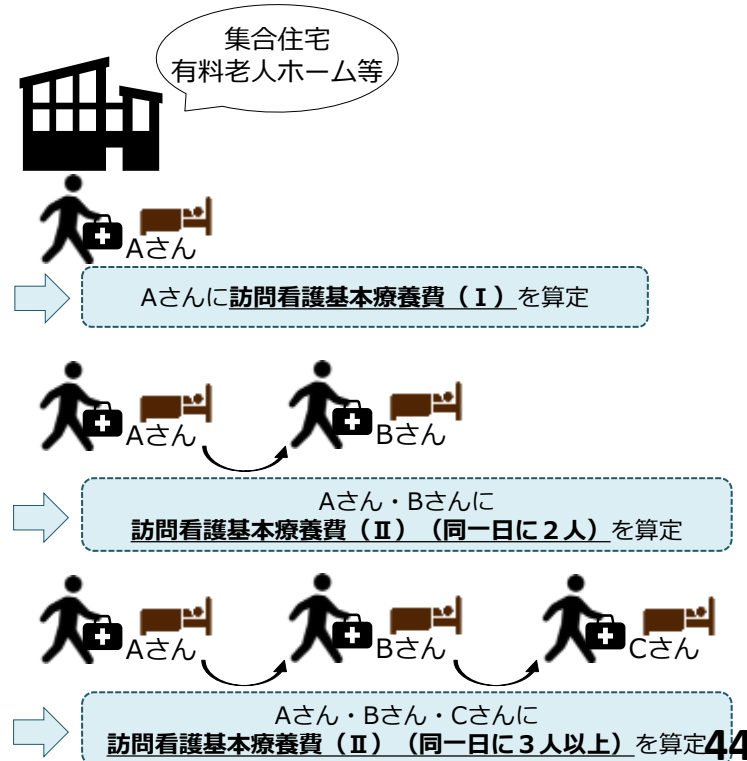 集合住宅
有料老人ホーム等
Aさん
Aさんに訪問看護基本療養費（Ⅰ）を算定
Aさん
Bさん
Aさん・Bさんに
訪問看護基本療養費（Ⅱ）（同一日に２人）を算定
Aさん
Bさん
Cさん
Aさん・Bさん・Cさんに
訪問看護基本療養費（Ⅱ）（同一日に３人以上）を算定
44